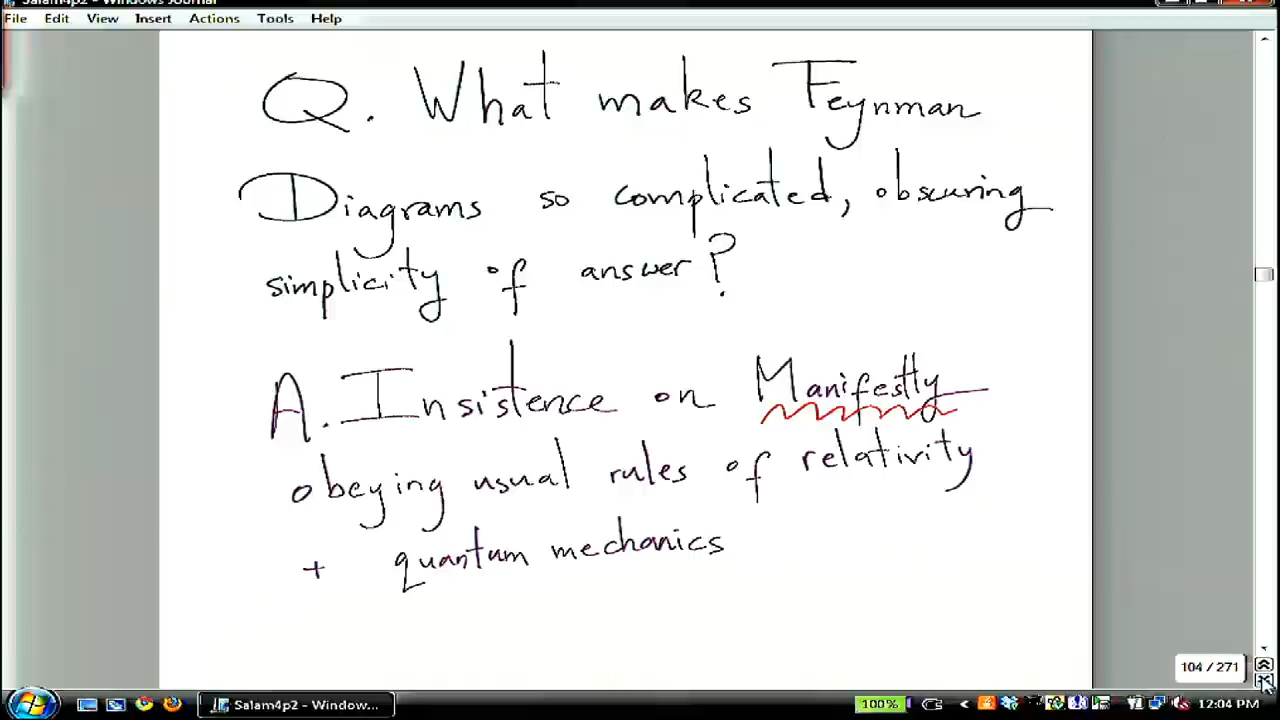 Salam4p2 - Windows Journal
File Edit View Insert Actions Tools Help
Q. What makes Feynman
Diagrams so complicated, obscuring
simplicity of answer?
A. Insistence on Manifestly
obeying usual rules of relativity
+ quantum mechanics
104 / 271
Salam4p2 - Window...
100%
12:04 PM